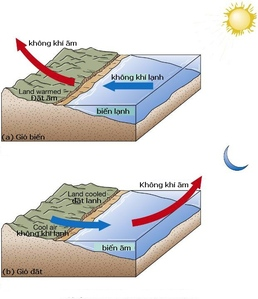 không khí ấm
không khí lạnh
Land warmed
Đất ấm
biển lạnh
(a) Gió biển
Không khí ấm
Land cooled
đất lạnh
Cool air
không khí lạnh
biển ấm
(b) Gió đất